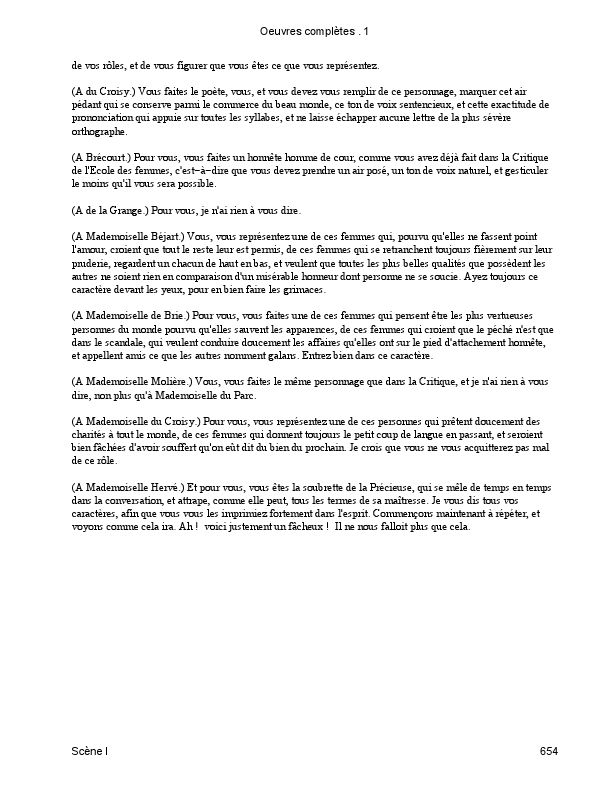 Oeuvres complètes . 1
de vos rôles, et de vous figurer que vous êtes ce que vous représentez.
(A du Croisy.) Vous faites le poète, vous, et vous devez vous remplir de ce personnage, marquer cet air
pédant qui se conserve parmi le commerce du beau monde, ce ton de voix sentencieux, et cette exactitude de
prononciation qui appuie sur toutes les syllabes, et ne laisse échapper aucune lettre de la plus sévère
orthographe.
(A Brécourt.) Pour vous, vous faites un honnête homme de cour, comme vous avez déjà fait dans la Critique
de l'Ecole des femmes, c'est-à-dire que vous devez prendre un air posé, un ton de voix naturel, et gesticuler
le moins qu'il vous sera possible.
(A de la Grange.) Pour vous, je n'ai rien à vous dire.
(A Mademoiselle Béjart.) Vous, vous représentez une de ces femmes qui, pourvu qu'elles ne fassent point
l'amour, croient que tout le reste leur est permis, de ces femmes qui se retranchent toujours fièrement sur leur
pruderie, regardent un chacun de haut en bas, et veulent que toutes les plus belles qualités que possèdent les
autres ne soient rien en comparaison d'un misérable honneur dont personne ne se soucie. Ayez toujours ce
caractère devant les yeux, pour en bien faire les grimaces.
(A Mademoiselle de Brie.) Pour vous, vous faites une de ces femmes qui pensent être les plus vertueuses
personnes du monde pourvu qu'elles sauvent les apparences, de ces femmes qui croient que le péché n'est que
dans le scandale, qui veulent conduire doucement les affaires qu'elles ont sur le pied d'attachement honnête,
et appellent amis ce que les autres nomment galans. Entrez bien dans ce caractère.
(A Mademoiselle Molière.) Vous, vous faites le même personnage que dans la Critique, et je n'ai rien à vous
dire, non plus qu'à Mademoiselle du Parc.
(A Mademoiselle du Croisy.) Pour vous, vous représentez une de ces personnes qui prêtent doucement des
charités à tout le monde, de ces femmes qui donnent toujours le petit coup de langue en passant, et seroient
bien fâchées d'avoir souffert qu'on eût dit du bien du prochain. Je crois que vous ne vous acquitterez pas mal
de ce rôle.
(A Mademoiselle Hervé.) Et pour vous, vous êtes la soubrette de la Précieuse, qui se mêle de temps en temps
dans la conversation, et attrape, comme elle peut, tous les termes de sa maîtresse. Je vous dis tous vos
caractères, afin que vous vous les imprimiez fortement dans l'esprit. Commençons maintenant à répéter, et
voyons comme cela ira. Ah ! voici justement un fâcheux ! Il ne nous falloit plus que cela.
Scène I
654